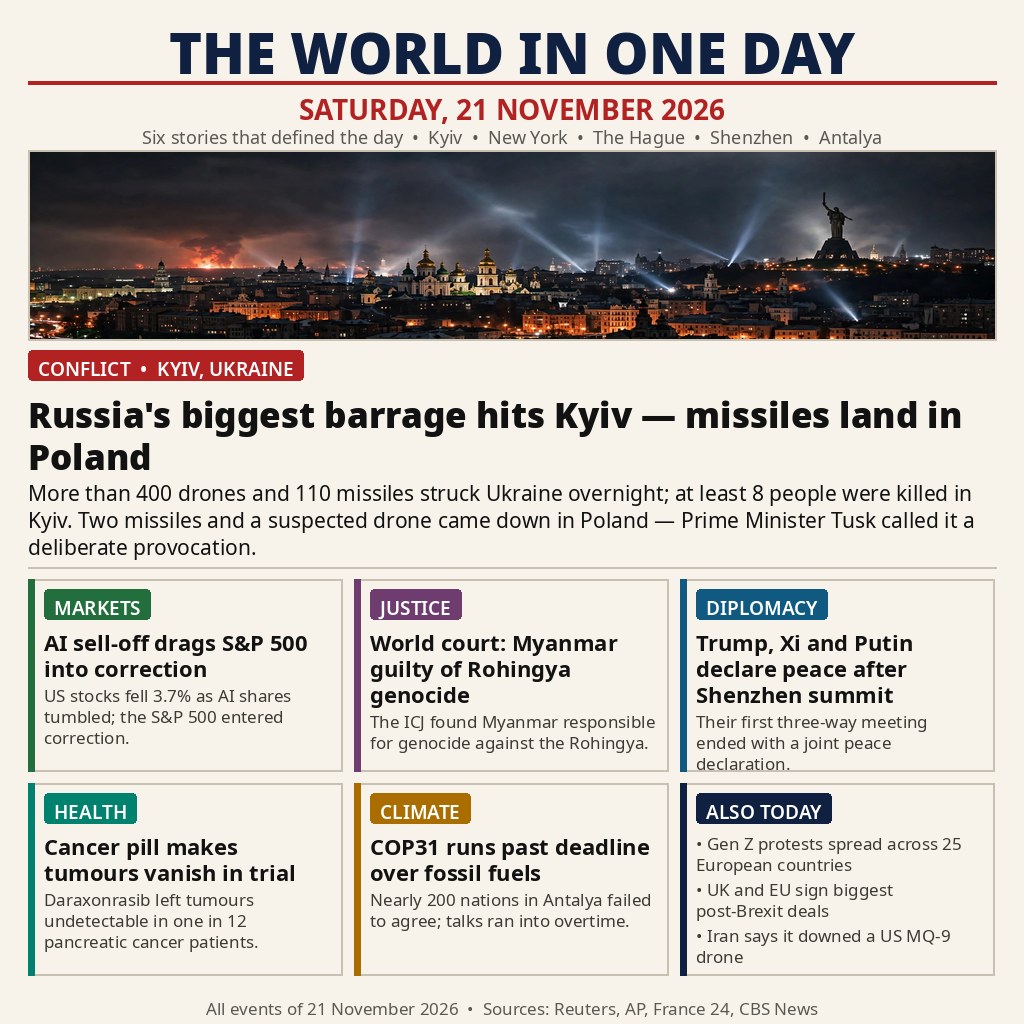 THE WORLD IN ONE DAY
SATURDAY, 21 NOVEMBER 2026
Six stories that defined the day • Kyiv • New York • The Hague • Shenzhen • Antalya
CONFLICT • KYIV, UKRAINE
Russia's biggest barrage hits Kyiv — missiles land in
Poland
More than 400 drones and 110 missiles struck Ukraine overnight; at least 8 people were killed in
Kyiv. Two missiles and a suspected drone came down in Poland — Prime Minister Tusk called it a
deliberate provocation.
MARKETS
AI sell-off drags S&P 500
into correction
US stocks fell 3.7% as AI shares
tumbled; the S&P 500 entered
correction.
JUSTICE
World court: Myanmar
guilty of Rohingya
genocide
The ICJ found Myanmar responsible
for genocide against the Rohingya.
DIPLOMACY
Trump, Xi and Putin
declare peace after
Shenzhen summit
Their first three-way meeting
ended with a joint peace
declaration.
HEALTH
Cancer pill makes
tumours vanish in trial
Daraxonrasib left tumours
undetectable in one in 12
pancreatic cancer patients.
CLIMATE
COP31 runs past deadline
over fossil fuels
Nearly 200 nations in Antalya failed
to agree; talks ran into overtime.
ALSO TODAY
• Gen Z protests spread across 25
European countries
• UK and EU sign biggest
post-Brexit deals
• Iran says it downed a US MQ-9
drone
All events of 21 November 2026 • Sources: Reuters, AP, France 24, CBS News